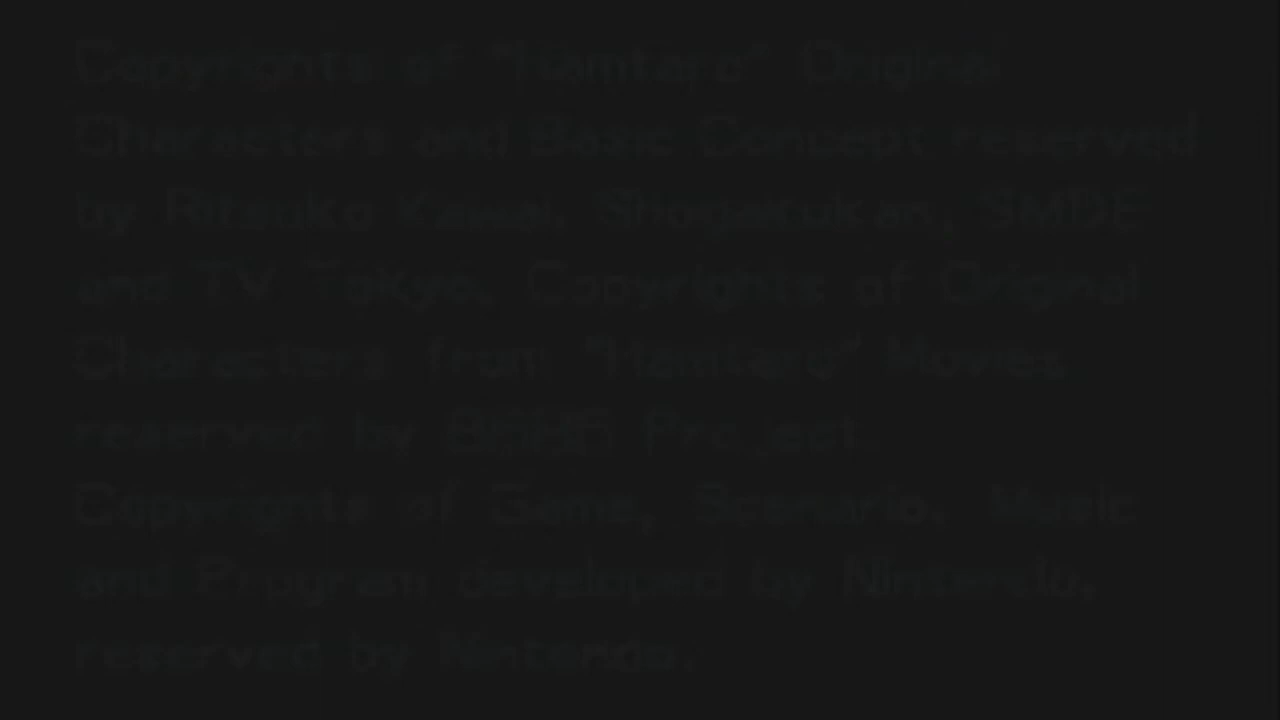 Copyrights of "Hamtaro" Original
Characters and Basic Concept reserved
by Ritsuko Kawai, Shogakukan, SMDE
and TV Tokyo. Copyrights of Original
Characters from "Hamtaro" Movies
reserved by Project.
Copyrights of Game, Scenario, Music
and Program developed by Nintendo,
reserved by Nintendo.